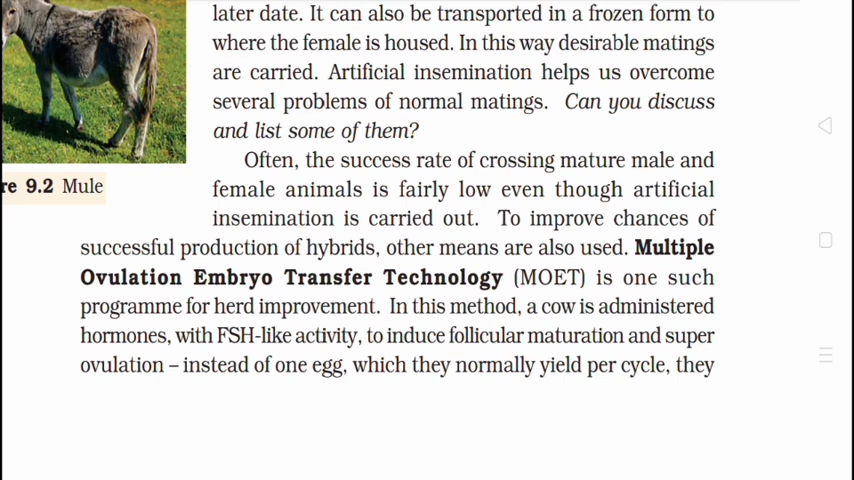 later date. It can also be transported in a frozen form to
where the female is housed. In this way desirable matings
are carried. Artificial insemination helps us overcome
several problems of normal matings. Can you discuss
and list some of them?
Often, the success rate of crossing mature male and
re 9.2 Mule
female animals is fairly low even though artificial
insemination is carried out. To improve chances of
successful production of hybrids, other means are also used. Multiple
Ovulation Embryo Transfer Technology (MOET) is one such
programme for herd improvement. In this method, a cow is administered
hormones, with FSH-like activity, to induce follicular maturation and super
ovulation – instead of one egg, which they normally yield per cycle, they